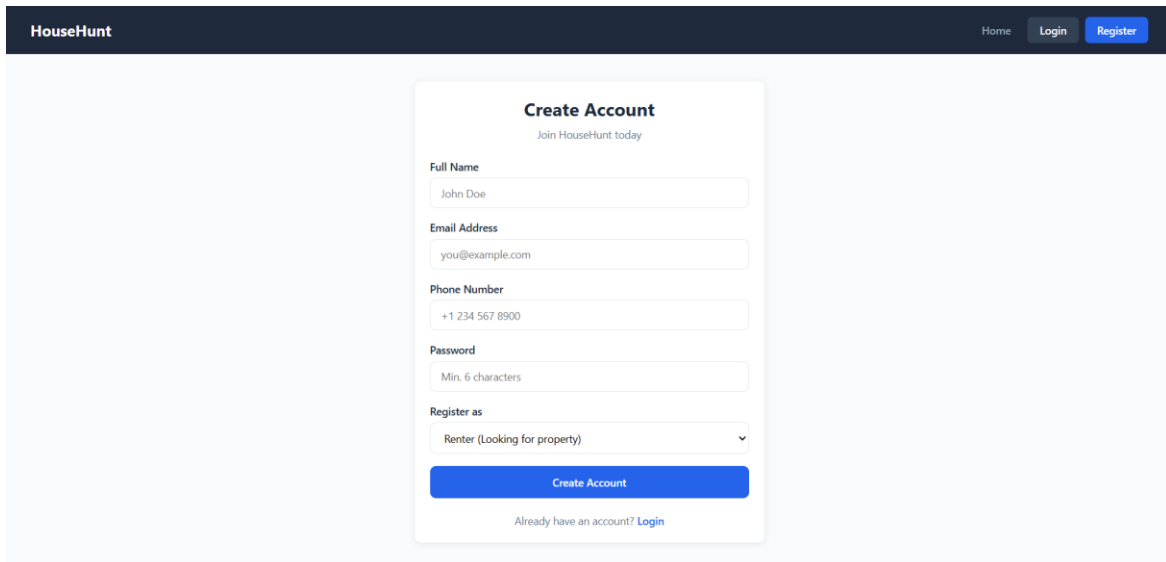 HouseHunt
Home Login Register
Create Account
Join HouseHunt today
Full Name
John Doe
Email Address
you@example.com
Phone Number
+1 234 567 8900
Password
Min. 6 characters
Register as
Renter (Looking for property)
Create Account
Already have an account? Login